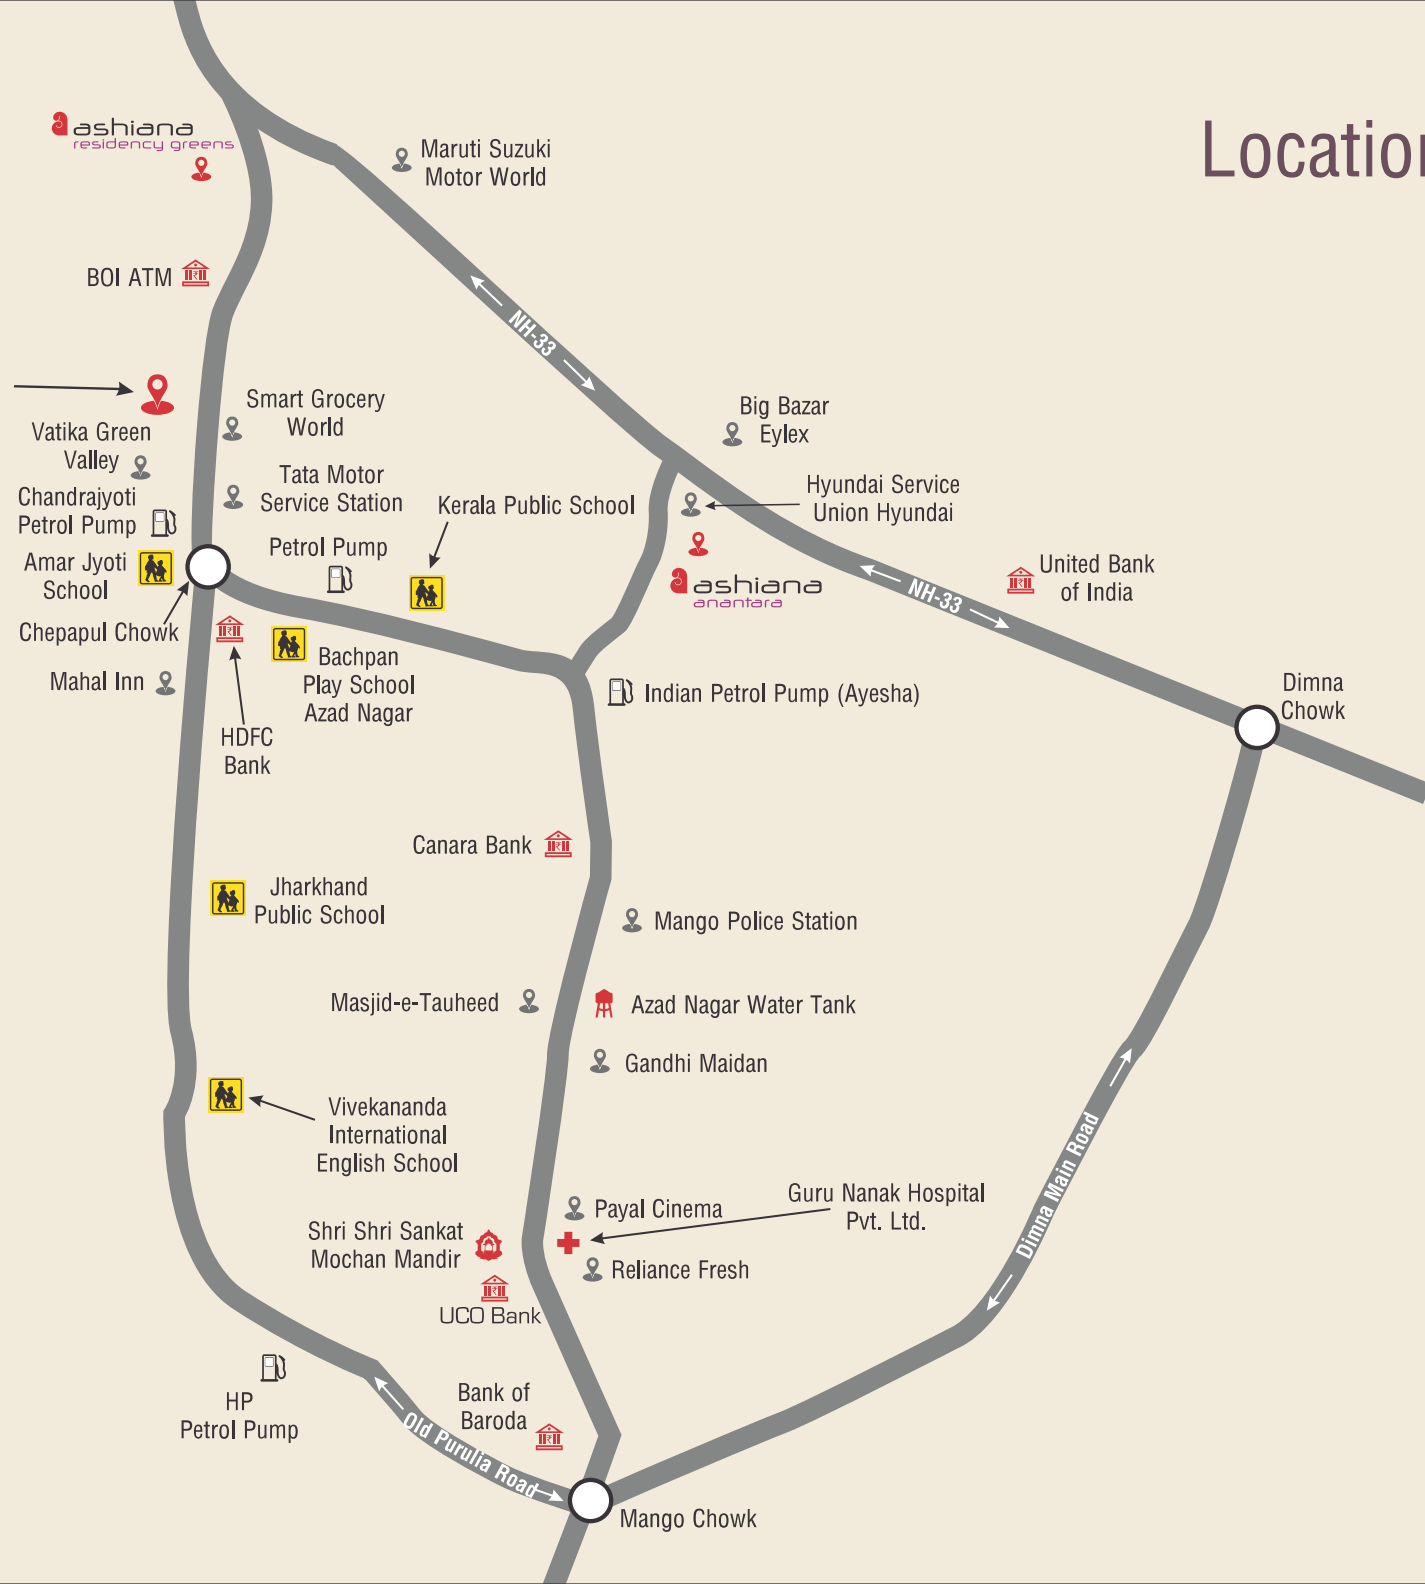 Location
ashiana
residency greens
Maruti Suzuki
Motor World
BOI ATM
NH-33
Smart Grocery
World
Vatika Green
Valley
Big Bazar
Eylex
Tata Motor
Service Station
Chandrajyoti
Petrol Pump
Kerala Public School
Hyundai Service
Union Hyundai
Petrol Pump
Amar Jyoti
School
ashiana
anantara
NH-33
United Bank
of India
Chepapul Chowk
Bachpan
Play School
Azad Nagar
Mahal Inn
Indian Petrol Pump (Ayesha)
Dimna
Chowk
HDFC
Bank
Canara Bank
Jharkhand
Public School
Mango Police Station
Masjid-e-Tauheed
Azad Nagar Water Tank
Gandhi Maidan
Vivekananda
International
English School
Dimna Main Road
Payal Cinema
Guru Nanak Hospital
Pvt. Ltd.
Shri Shri Sankat
Mochan Mandir
Reliance Fresh
UCO Bank
HP
Petrol Pump
Bank of
Baroda
Old Purulia Road
Mango Chowk